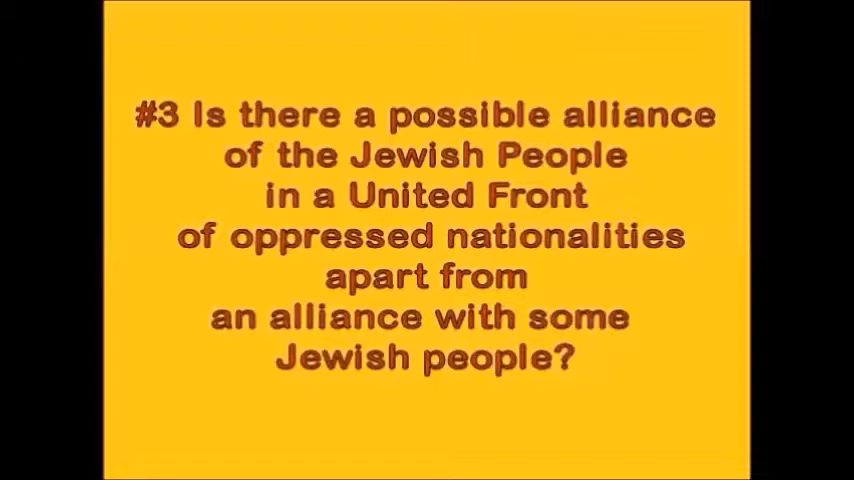 #3 Is there a possible alliance
of the Jewish People
in a United Front
of oppressed nationalities
apart from
an alliance with some
Jewish people?